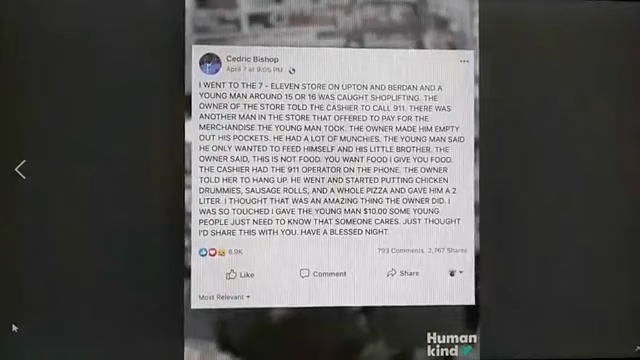 Cedric Bishop
April 7 at 9:05 PM
I WENT TO THE 7 - ELEVEN STORE ON UPTON AND BERDAN AND A
YOUNG MAN AROUND 15 OR 16 WAS CAUGHT SHOPLIFTING. THE
OWNER OF THE STORE TOLD THE CASHIER TO CALL 911. THERE WAS
ANOTHER MAN IN THE STORE THAT OFFERED TO PAY FOR THE
MERCHANDISE THE YOUNG MAN TOOK. THE OWNER MADE HIM EMPTY
OUT HIS POCKETS. HE HAD A LOT OF MUNCHIES. THE YOUNG MAN SAID
HE ONLY WANTED TO FEED HIMSELF AND HIS LITTLE BROTHER. THE
OWNER SAID, THIS IS NOT FOOD. YOU WANT FOOD I GIVE YOU FOOD.
THE CASHIER HAD THE 911 OPERATOR ON THE PHONE. THE OWNER
TOLD HER TO HANG UP. HE WENT AND STARTED PUTTING CHICKEN
DRUMMIES, SAUSAGE ROLLS, AND A WHOLE PIZZA AND GAVE HIM A 2
LITER. I THOUGHT THAT WAS AN AMAZING THING THE OWNER DID. I
WAS SO TOUCHED I GAVE THE YOUNG MAN $10.00 SOME YOUNG
PEOPLE JUST NEED TO KNOW THAT SOMEONE CARES. JUST THOUGHT
I'D SHARE THIS WITH YOU. HAVE A BLESSED NIGHT.
6.9K 793 Comments 2,767 Shares
Like Comment Share
Most Relevant
Human
kind